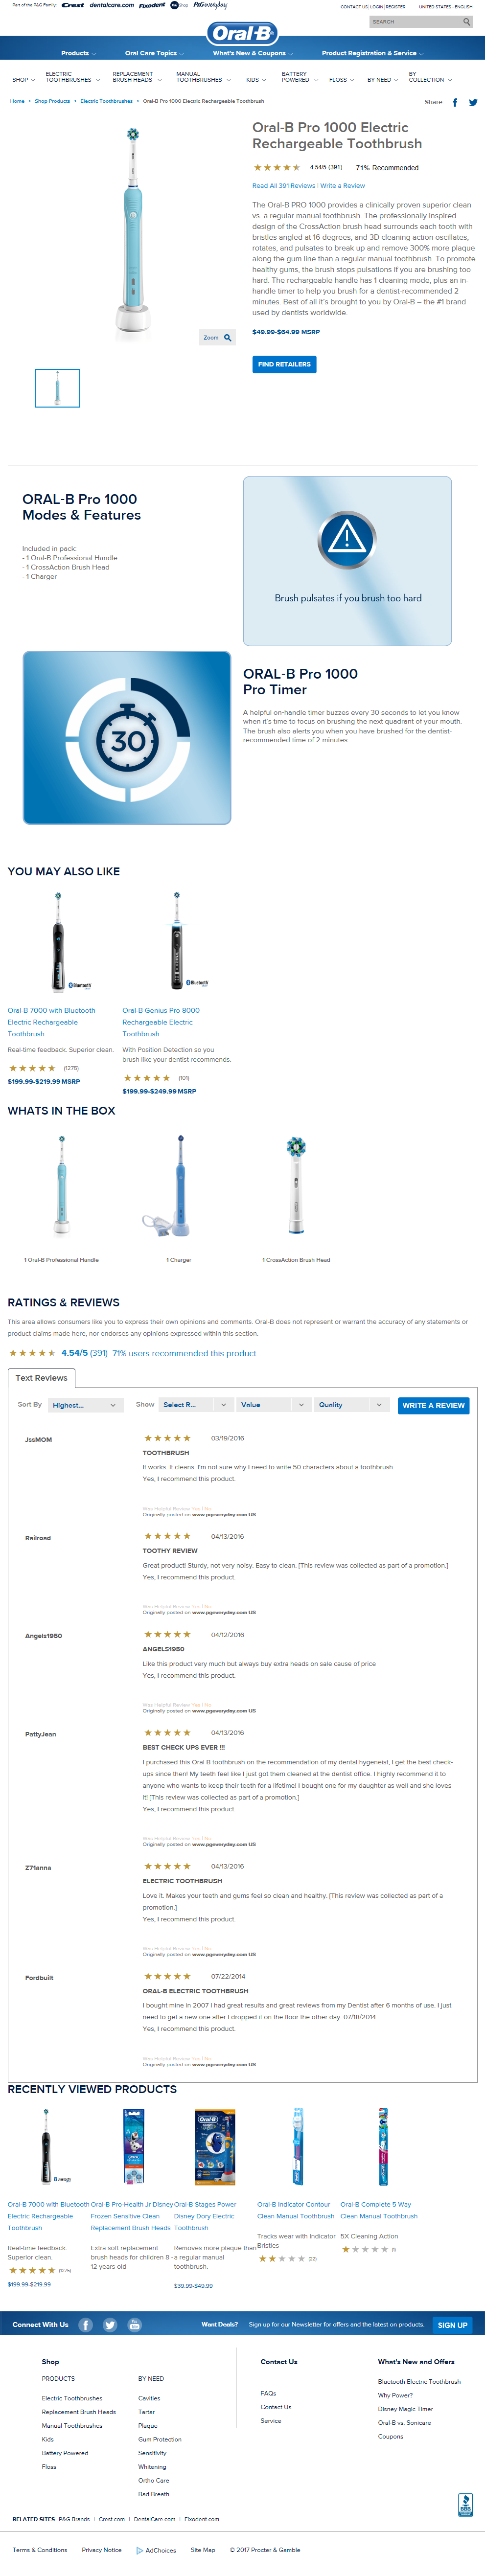 Part of the P&G Family: Crest dentalcare.com Fixodent P&G everyday
CONTACT US | LOGIN | REGISTER UNITED STATES - ENGLISH
SEARCH
Oral-B
Products Oral Care Topics What's New & Coupons Product Registration & Service
SHOP ELECTRIC TOOTHBRUSHES REPLACEMENT BRUSH HEADS MANUAL TOOTHBRUSHES KIDS BATTERY POWERED FLOSS BY NEED BY COLLECTION
Home > Shop Products > Electric Toothbrushes > Oral-B Pro 1000 Electric Rechargeable Toothbrush
Share:
Oral-B Pro 1000 Electric
Rechargeable Toothbrush
4.54/5 (391) 71% Recommended
Read All 391 Reviews | Write a Review
The Oral-B PRO 1000 provides a clinically proven superior clean
vs. a regular manual toothbrush. The professionally inspired
design of the CrossAction brush head surrounds each tooth with
bristles angled at 16 degrees, and 3D cleaning action oscillates,
rotates, and pulsates to break up and remove 300% more plaque
along the gum line than a regular manual toothbrush. To promote
healthy gums, the brush stops pulsations if you are brushing too
hard. The rechargeable handle has 1 cleaning mode, plus an in-
handle timer to help you brush for a dentist-recommended 2
minutes. Best of all it's brought to you by Oral-B – the #1 brand
used by dentists worldwide.
$49.99-$64.99 MSRP
Zoom
FIND RETAILERS
ORAL-B Pro 1000
Modes & Features
Included in pack:
- 1 Oral-B Professional Handle
- 1 CrossAction Brush Head
- 1 Charger
Brush pulsates if you brush too hard
30
ORAL-B Pro 1000
Pro Timer
A helpful on-handle timer buzzes every 30 seconds to let you know
when it's time to focus on brushing the next quadrant of your mouth.
The brush also alerts you when you have brushed for the dentist-
recommended time of 2 minutes.
YOU MAY ALSO LIKE
Bluetooth
Bluetooth
Oral-B 7000 with Bluetooth
Electric Rechargeable
Toothbrush
Real-time feedback. Superior clean.
(1275)
$199.99-$219.99 MSRP
Oral-B Genius Pro 8000
Rechargeable Electric
Toothbrush
With Position Detection so you
brush like your dentist recommends.
(101)
$199.99-$249.99 MSRP
WHATS IN THE BOX
1 Oral-B Professional Handle
1 Charger
1 CrossAction Brush Head
RATINGS & REVIEWS
This area allows consumers like you to express their own opinions and comments. Oral-B does not represent or warrant the accuracy of any statements or
product claims made here, nor endorses any opinions expressed within this section.
4.54/5 (391) 71% users recommended this product
Text Reviews
Sort By Highest... Show Select R... Value Quality WRITE A REVIEW
JssMOM 03/19/2016
TOOTHBRUSH
It works. It cleans. I'm not sure why I need to write 50 characters about a toothbrush.
Yes, I recommend this product.
Was Helpful Review Yes | No
Originally posted on www.pgeveryday.com US
Railroad 04/13/2016
TOOTHY REVIEW
Great product! Sturdy, not very noisy. Easy to clean. [This review was collected as part of a promotion.]
Yes, I recommend this product.
Was Helpful Review Yes | No
Originally posted on www.pgeveryday.com US
Angels1950 04/12/2016
ANGELS1950
Like this product very much but always buy extra heads on sale cause of price
Yes, I recommend this product.
Was Helpful Review Yes | No
Originally posted on www.pgeveryday.com US
PattyJean 04/13/2016
BEST CHECK UPS EVER !!!
I purchased this Oral B toothbrush on the recommendation of my dental hygeneist, I get the best check-
ups since then! My teeth feel like I just got them cleaned at the dentist office. I highly recommend it to
anyone who wants to keep their teeth for a lifetime! I bought one for my daughter as well and she loves
it! [This review was collected as part of a promotion.]
Yes, I recommend this product.
Was Helpful Review Yes | No
Originally posted on www.pgeveryday.com US
Z71anna 04/13/2016
ELECTRIC TOOTHBRUSH
Love it. Makes your teeth and gums feel so clean and healthy. [This review was collected as part of a
promotion.]
Yes, I recommend this product.
Was Helpful Review Yes | No
Originally posted on www.pgeveryday.com US
Fordbuilt 07/22/2014
ORAL-B ELECTRIC TOOTHBRUSH
I bought mine in 2007 I had great results and great reviews from my Dentist after 6 months of use. I just
need to get a new one after I dropped it on the floor the other day. 07/18/2014
Yes, I recommend this product.
Was Helpful Review Yes | No
Originally posted on www.pgeveryday.com US
RECENTLY VIEWED PRODUCTS
Bluetooth
Oral-B
Oral-B 7000 with Bluetooth
Electric Rechargeable
Toothbrush
Real-time feedback.
Superior clean.
(1275)
$199.99-$219.99
Oral-B Pro-Health Jr Disney
Frozen Sensitive Clean
Replacement Brush Heads
Extra soft replacement
brush heads for children 8 -
12 years old
Oral-B Stages Power
Disney Dory Electric
Toothbrush
Removes more plaque than
a regular manual
toothbrush.
$39.99-$49.99
Oral-B Indicator Contour
Clean Manual Toothbrush
Tracks wear with Indicator
Bristles
(22)
Oral-B Complete 5 Way
Clean Manual Toothbrush
5X Cleaning Action
(1)
Connect With Us Want Deals? Sign up for our Newsletter for offers and the latest on products. SIGN UP
Shop
PRODUCTS
Electric Toothbrushes
Replacement Brush Heads
Manual Toothbrushes
Kids
Battery Powered
Floss
BY NEED
Cavities
Tartar
Plaque
Gum Protection
Sensitivity
Whitening
Ortho Care
Bad Breath
Contact Us
FAQs
Contact Us
Service
What's New and Offers
Bluetooth Electric Toothbrush
Why Power?
Disney Magic Timer
Oral-B vs. Sonicare
Coupons
BBB
RELATED SITES P&G Brands | Crest.com | DentalCare.com | Fixodent.com
Terms & Conditions Privacy Notice AdChoices Site Map © 2017 Procter & Gamble